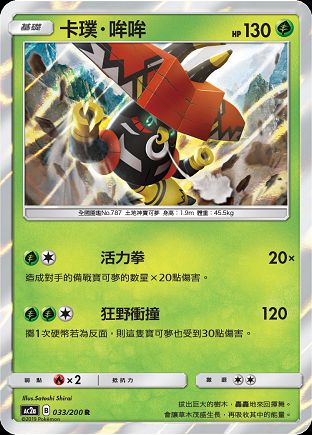 基礎 卡璞・哞哞 HP 130
全國圖鑑No.787 土地神寶可夢 身高：1.9m 體重：45.5kg
活力拳 20×
造成對手的備戰寶可夢的數量×20點傷害。
狂野衝撞 120
擲1次硬幣若為反面，則這隻寶可夢也受到30點傷害。
弱點 ×2 抵抗力 撤退
Illus.Satoshi Shirai
AC2a B 033/200 R
©2019 Pokémon
拔出巨大的樹木，轟轟地來回揮舞。
會讓草木茂盛生長，再吸收其中的能量。